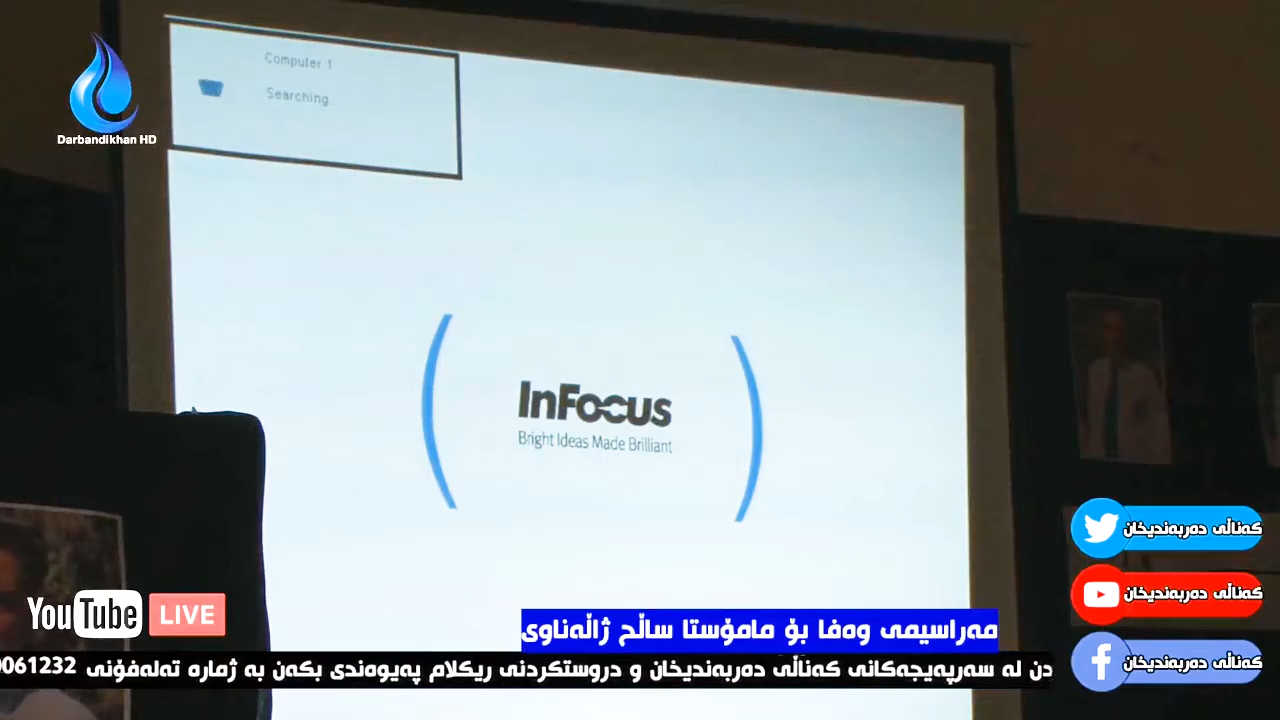 Computer 1
Searching
Darbandikhan HD
InFocus
Bright Ideas Made Brilliant
کەناڵی دەربەندیخان
کەناڵی دەربەندیخان
کەناڵی دەربەندیخان
YouTube LIVE
مەراسیمی وەفا بۆ مامۆستا ساڵح ژاڵەناوی
دن لە سەرپەیجەکانی کەناڵی دەربەندیخان و دروستکردنی ریکلام پەیوەندی بکەن بە ژمارە تەلەفۆنی 061232